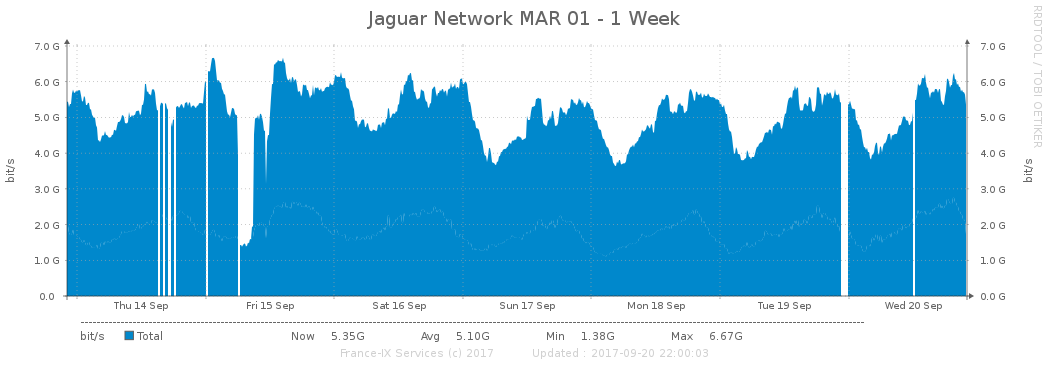 Jaguar Network MAR 01 - 1 Week
RRDTOOL / TOBI OETIKER
bit/s
7.0 G 7.0 G
6.0 G 6.0 G
5.0 G 5.0 G
4.0 G 4.0 G
3.0 G 3.0 G
2.0 G 2.0 G
1.0 G 1.0 G
0.0 0.0 G
bit/s
Thu 14 Sep Fri 15 Sep Sat 16 Sep Sun 17 Sep Mon 18 Sep Tue 19 Sep Wed 20 Sep
bit/s Total Now 5.35G Avg 5.10G Min 1.38G Max 6.67G
France-IX Services (c) 2017 Updated : 2017-09-20 22:00:03